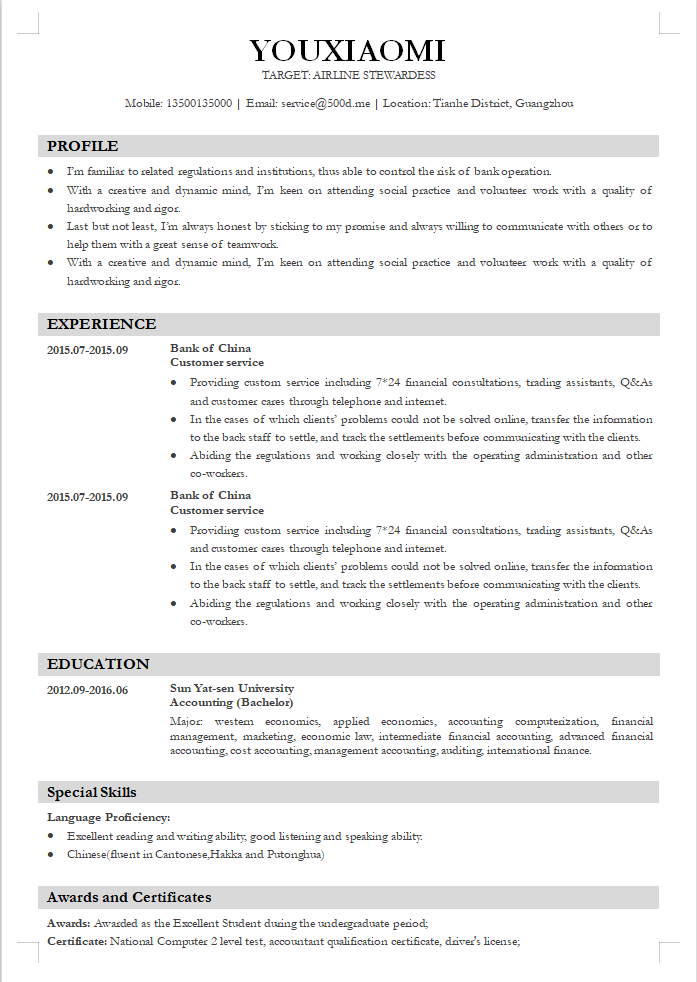 YOUXIAOMI
TARGET: AIRLINE STEWARDESS
Mobile: 13500135000 | Email: service@500d.me | Location: Tianhe District, Guangzhou
PROFILE
● I'm familiar to related regulations and institutions, thus able to control the risk of bank operation.
● With a creative and dynamic mind, I'm keen on attending social practice and volunteer work with a quality of
hardworking and rigor.
● Last but not least, I'm always honest by sticking to my promise and always willing to communicate with others or to
help them with a great sense of teamwork.
● With a creative and dynamic mind, I'm keen on attending social practice and volunteer work with a quality of
hardworking and rigor.
EXPERIENCE
2015.07-2015.09 Bank of China
Customer service
● Providing custom service including 7*24 financial consultations, trading assistants, Q&As
and customer cares through telephone and internet.
● In the cases of which clients' problems could not be solved online, transfer the information
to the back staff to settle, and track the settlements before communicating with the clients.
● Abiding the regulations and working closely with the operating administration and other
co-workers.
2015.07-2015.09 Bank of China
Customer service
● Providing custom service including 7*24 financial consultations, trading assistants, Q&As
and customer cares through telephone and internet.
● In the cases of which clients' problems could not be solved online, transfer the information
to the back staff to settle, and track the settlements before communicating with the clients.
● Abiding the regulations and working closely with the operating administration and other
co-workers.
EDUCATION
2012.09-2016.06 Sun Yat-sen University
Accounting (Bachelor)
Major: western economics, applied economics, accounting computerization, financial
management, marketing, economic law, intermediate financial accounting, advanced financial
accounting, cost accounting, management accounting, auditing, international finance.
Special Skills
Language Proficiency:
● Excellent reading and writing ability, good listening and speaking ability.
● Chinese(fluent in Cantonese,Hakka and Putonghua)
Awards and Certificates
Awards: Awarded as the Excellent Student during the undergraduate period;
Certificate: National Computer 2 level test, accountant qualification certificate, driver's license;